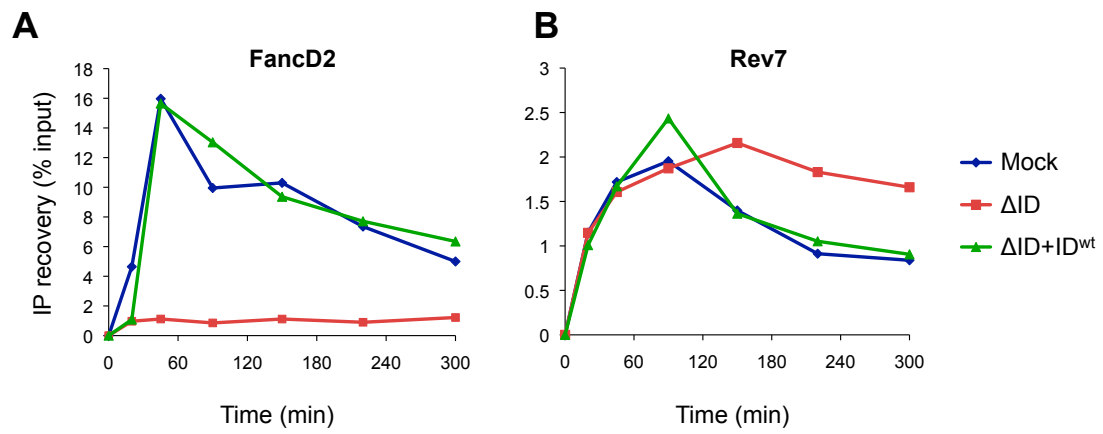 A
FancD2
IP recovery (% input)
18
16
14
12
10
8
6
4
2
0
0 60 120 180 240 300
Time (min)
B
Rev7
3
2.5
2
1.5
1
0.5
0
0 60 120 180 240 300
Time (min)
Mock
ΔID
ΔID+IDwt